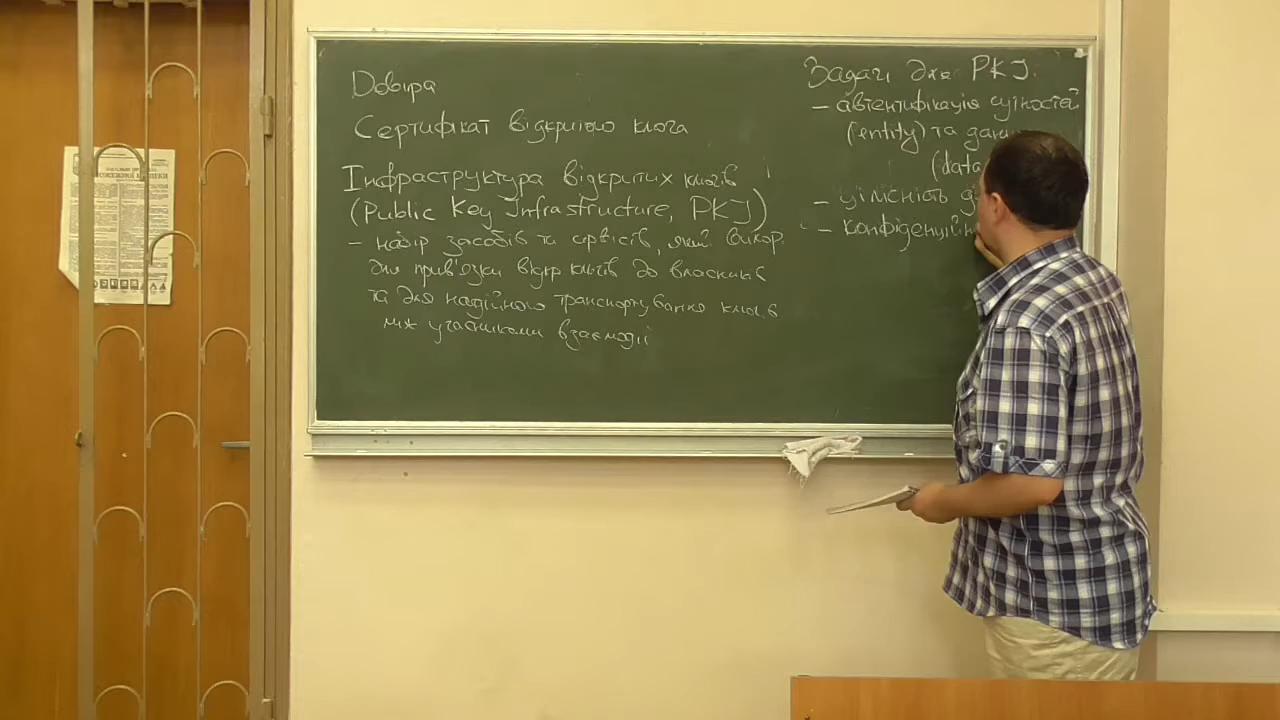 Довіра
Сертифікат відкритого ключа
Інфраструктура відкритих ключів
(Public Key Infrastructure, PKI)
– набір засобів та сервісів, який викор.
для прив'язки відкр ключів до власників
та для надійного транспортування ключів
між учасниками взаємодії
Задачі для PKI.
– автентифікація сутностей
(entity) та дани
(data
– цілісність д
– конфіденційн